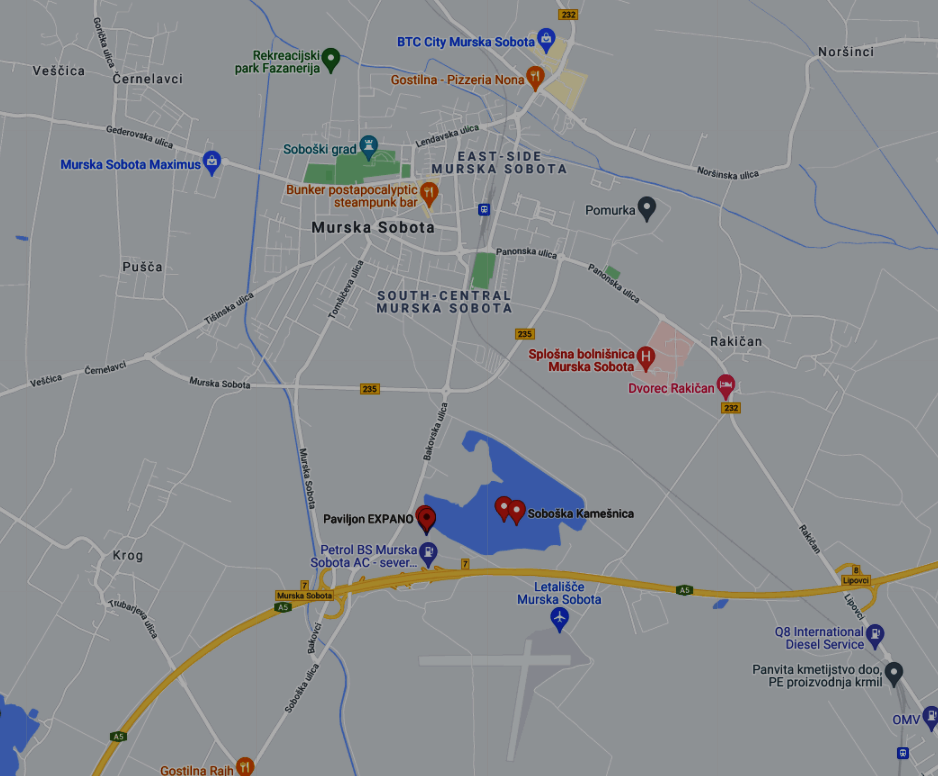 232
Goriška ulica
BTC City Murska Sobota
Rekreacijski
park Fazanerija
Noršinci
Veščica
Černelavci
Gostilna - Pizzeria Nona
Gederovska ulica
Lendavska ulica
Soboški grad
EAST-SIDE
MURSKA SOBOTA
Murska Sobota Maximus
Noršinska ulica
Bunker postapocalyptic
steampunk bar
Pomurka
Murska Sobota
Panonska ulica
Pušča
Panonska ulica
Tomšičeva ulica
SOUTH-CENTRAL
MURSKA SOBOTA
Tišinska ulica
235
Rakičan
Splošna bolnišnica
Murska Sobota
H
Černelavci
Veščica
Murska Sobota
235
Dvorec Rakičan
232
Bakovska ulica
Murska Sobota
Soboška Kamešnica
Paviljon EXPANO
Rakičan
Petrol BS Murska
Sobota AC - sever...
Krog
7
8
Lipovci
7
Murska Sobota
A5
A5
Letališče
Murska Sobota
Lipovci
Trubarjeva ulica
Bakovci
Q8 International
Diesel Service
Panvita kmetijstvo doo,
PE proizvodnja krmil
Soboška ulica
OMV
A5
Gostilna Rajh